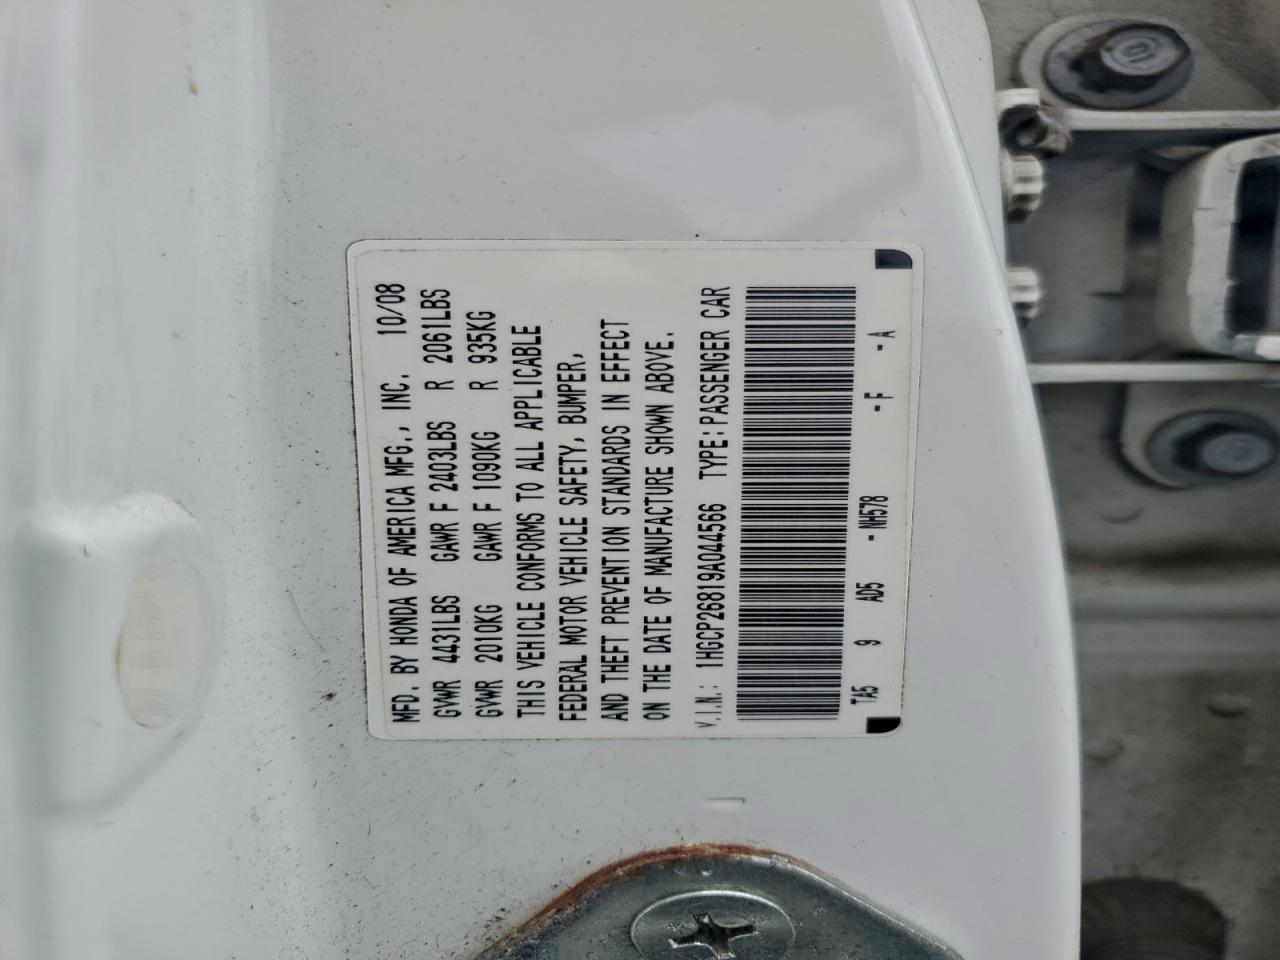 MFD. BY HONDA OF AMERICA MFG., INC. 10/08
GVWR 4431LBS GAWR F 2403LBS R 2061LBS
GVWR 2010KG GAWR F 1090KG R 935KG
THIS VEHICLE CONFORMS TO ALL APPLICABLE
FEDERAL MOTOR VEHICLE SAFETY, BUMPER,
AND THEFT PREVENTION STANDARDS IN EFFECT
ON THE DATE OF MANUFACTURE SHOWN ABOVE.
V.I.N.: 1HGCP26819A044566 TYPE:PASSENGER CAR
TA5 9 AD5 - NH578 - F - A
10